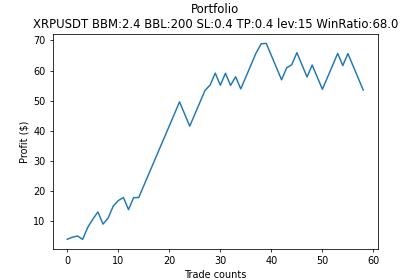 Portfolio
XRPUSDT BBM:2.4 BBL:200 SL:0.4 TP:0.4 lev:15 WinRatio:68.0
70
60
50
40
30
20
10
Profit ($)
0 10 20 30 40 50 60
Trade counts